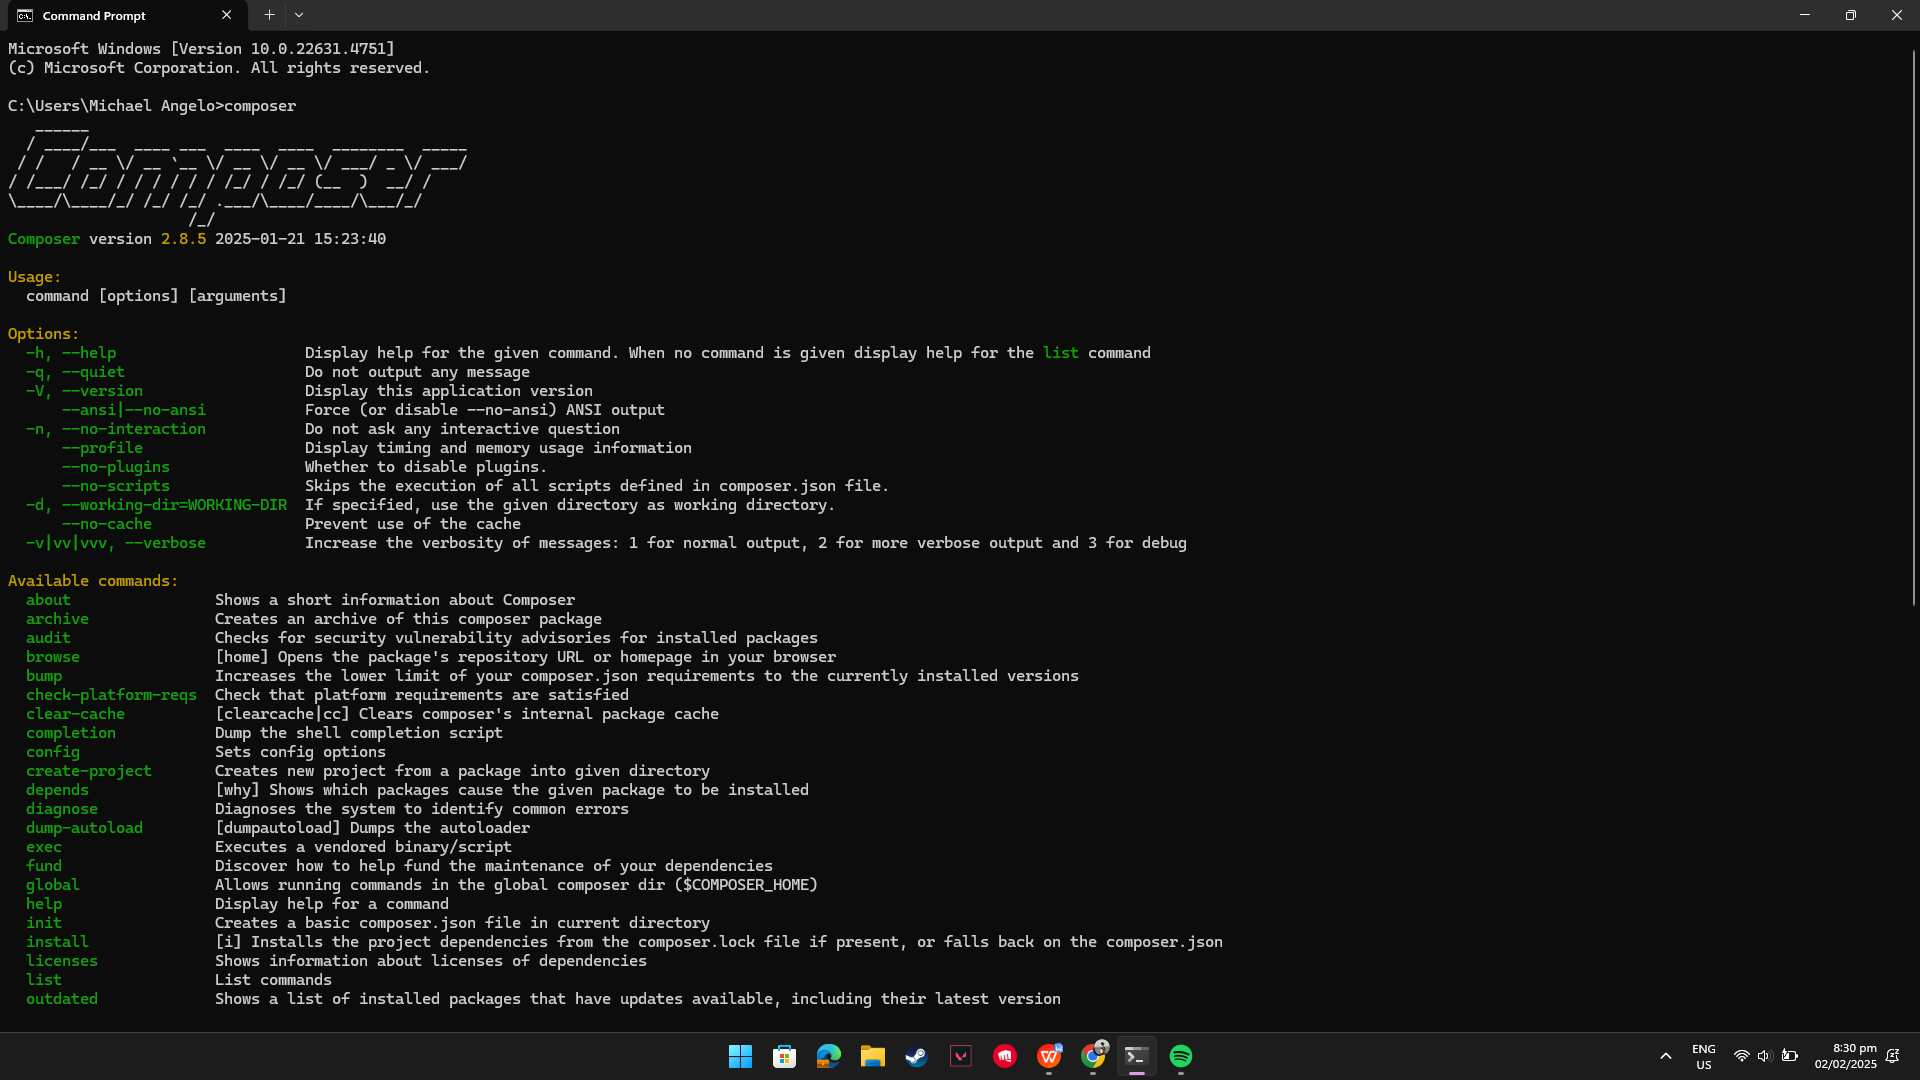 Command Prompt
Microsoft Windows [Version 10.0.22631.4751]
(c) Microsoft Corporation. All rights reserved.
C:\Users\Michael Angelo>composer
   ______
  / ____/___  ____ ___  ____  ____  ________  _____
 / /   / __ \/ __ `__ \/ __ \/ __ \/ ___/ _ \/ ___/
/ /___/ /_/ / / / / / / /_/ / /_/ (__  )  __/ /
\____/\____/_/ /_/ /_/ .___/\____/____/\___/_/
                    /_/
Composer version 2.8.5 2025-01-21 15:23:40
Usage:
  command [options] [arguments]
Options:
  -h, --help                     Display help for the given command. When no command is given display help for the list command
  -q, --quiet                    Do not output any message
  -V, --version                  Display this application version
      --ansi|--no-ansi           Force (or disable --no-ansi) ANSI output
  -n, --no-interaction           Do not ask any interactive question
      --profile                  Display timing and memory usage information
      --no-plugins               Whether to disable plugins.
      --no-scripts               Skips the execution of all scripts defined in composer.json file.
  -d, --working-dir=WORKING-DIR  If specified, use the given directory as working directory.
      --no-cache                 Prevent use of the cache
  -v|vv|vvv, --verbose           Increase the verbosity of messages: 1 for normal output, 2 for more verbose output and 3 for debug
Available commands:
  about                Shows a short information about Composer
  archive              Creates an archive of this composer package
  audit                Checks for security vulnerability advisories for installed packages
  browse               [home] Opens the package's repository URL or homepage in your browser
  bump                 Increases the lower limit of your composer.json requirements to the currently installed versions
  check-platform-reqs  Check that platform requirements are satisfied
  clear-cache          [clearcache|cc] Clears composer's internal package cache
  completion           Dump the shell completion script
  config               Sets config options
  create-project       Creates new project from a package into given directory
  depends              [why] Shows which packages cause the given package to be installed
  diagnose             Diagnoses the system to identify common errors
  dump-autoload        [dumpautoload] Dumps the autoloader
  exec                 Executes a vendored binary/script
  fund                 Discover how to help fund the maintenance of your dependencies
  global               Allows running commands in the global composer dir ($COMPOSER_HOME)
  help                 Display help for a command
  init                 Creates a basic composer.json file in current directory
  install              [i] Installs the project dependencies from the composer.lock file if present, or falls back on the composer.json
  licenses             Shows information about licenses of dependencies
  list                 List commands
  outdated             Shows a list of installed packages that have updates available, including their latest version
ENG
US
8:30 pm
02/02/2025